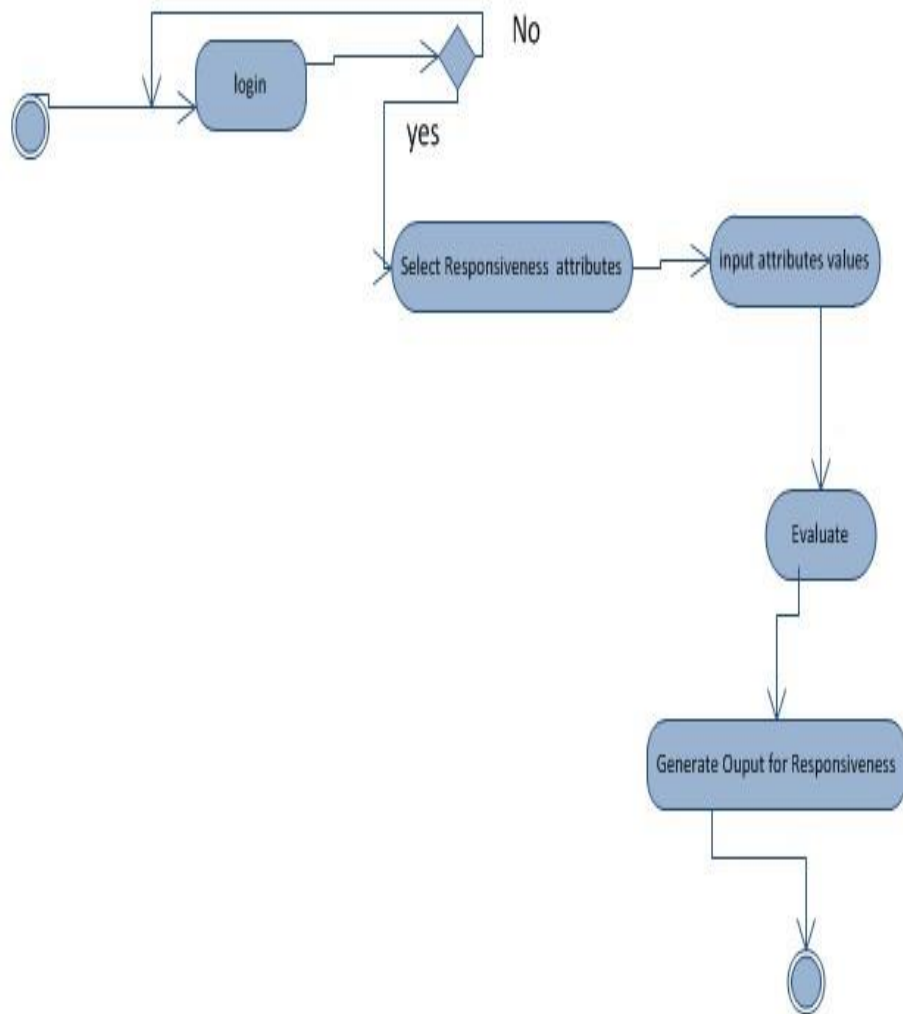 No
login
yes
Select Responsiveness attributes
input attributes values
Evaluate
Generate Ouput for Responsiveness